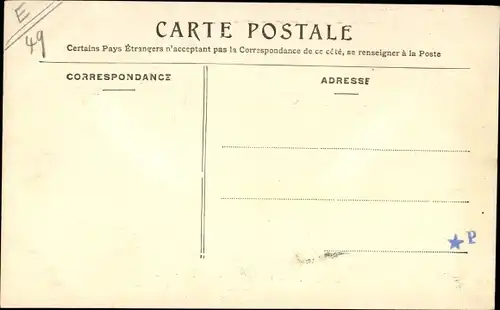 E
49
CARTE POSTALE
Certains Pays Étrangers n'acceptant pas la Correspondance de ce côté, se renseigner à la Poste
CORRESPONDANCE
ADRESSE
P